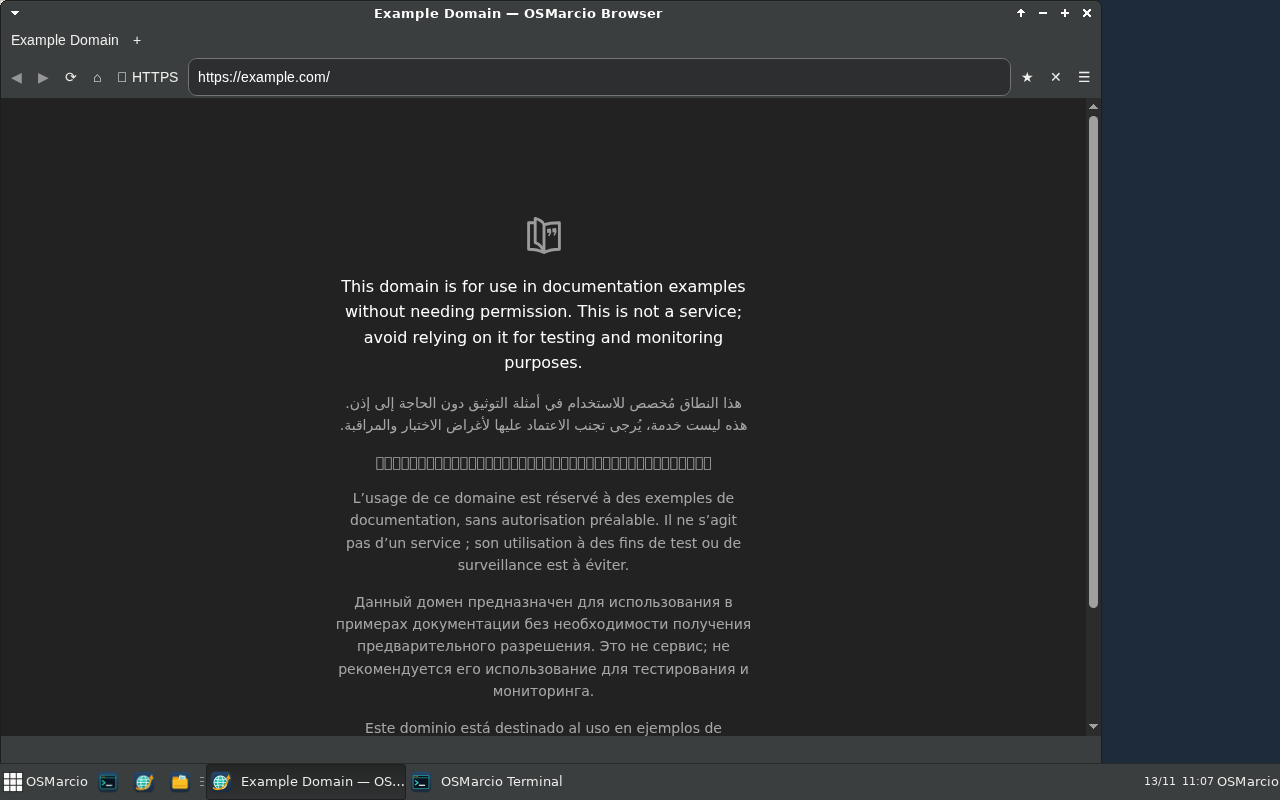 Example Domain — OSMarcio Browser
Example Domain +
HTTPS https://example.com/
This domain is for use in documentation examples
without needing permission. This is not a service;
avoid relying on it for testing and monitoring
purposes.
هذا النطاق مُخصص للاستخدام في أمثلة التوثيق دون الحاجة إلى إذن.
هذه ليست خدمة، يُرجى تجنب الاعتماد عليها لأغراض الاختبار والمراقبة.
L’usage de ce domaine est réservé à des exemples de
documentation, sans autorisation préalable. Il ne s’agit
pas d’un service ; son utilisation à des fins de test ou de
surveillance est à éviter.
Данный домен предназначен для использования в
примерах документации без необходимости получения
предварительного разрешения. Это не сервис; не
рекомендуется его использование для тестирования и
мониторинга.
Este dominio está destinado al uso en ejemplos de
OSMarcio Example Domain — OS... OSMarcio Terminal 13/11 11:07 OSMarcio